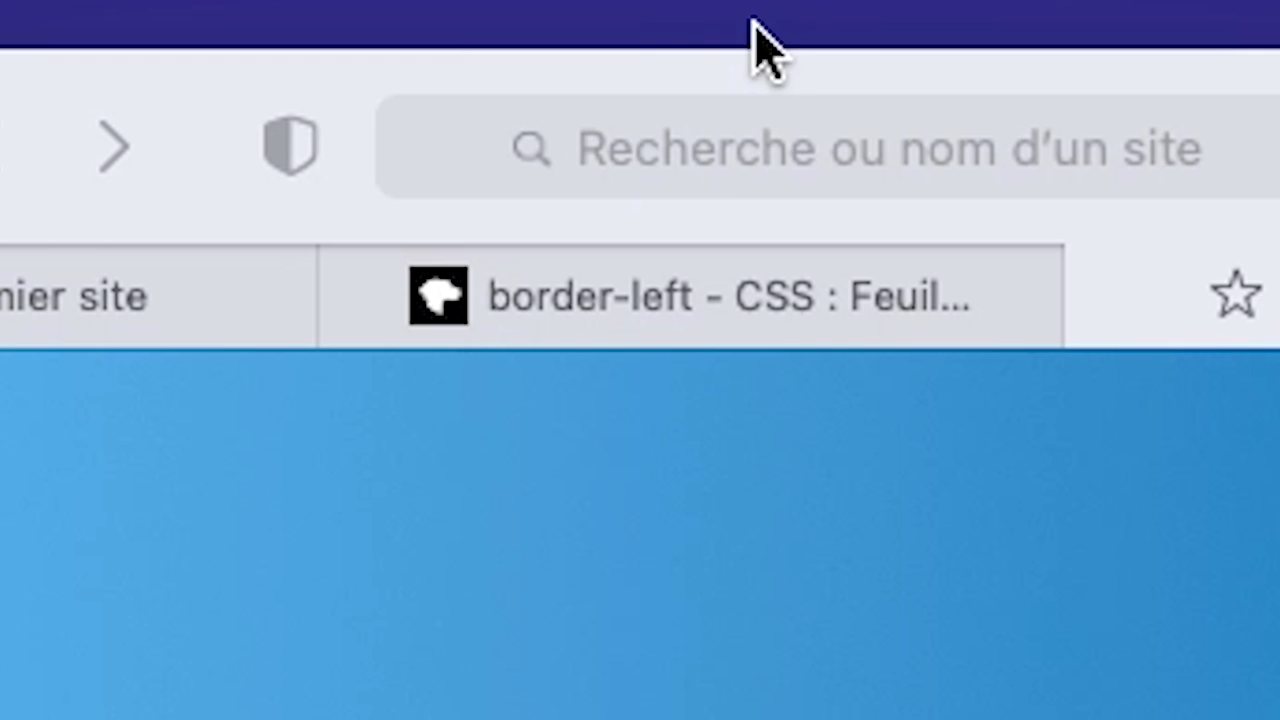 Recherche ou nom d’un site
nier site
border-left - CSS : Feuil...